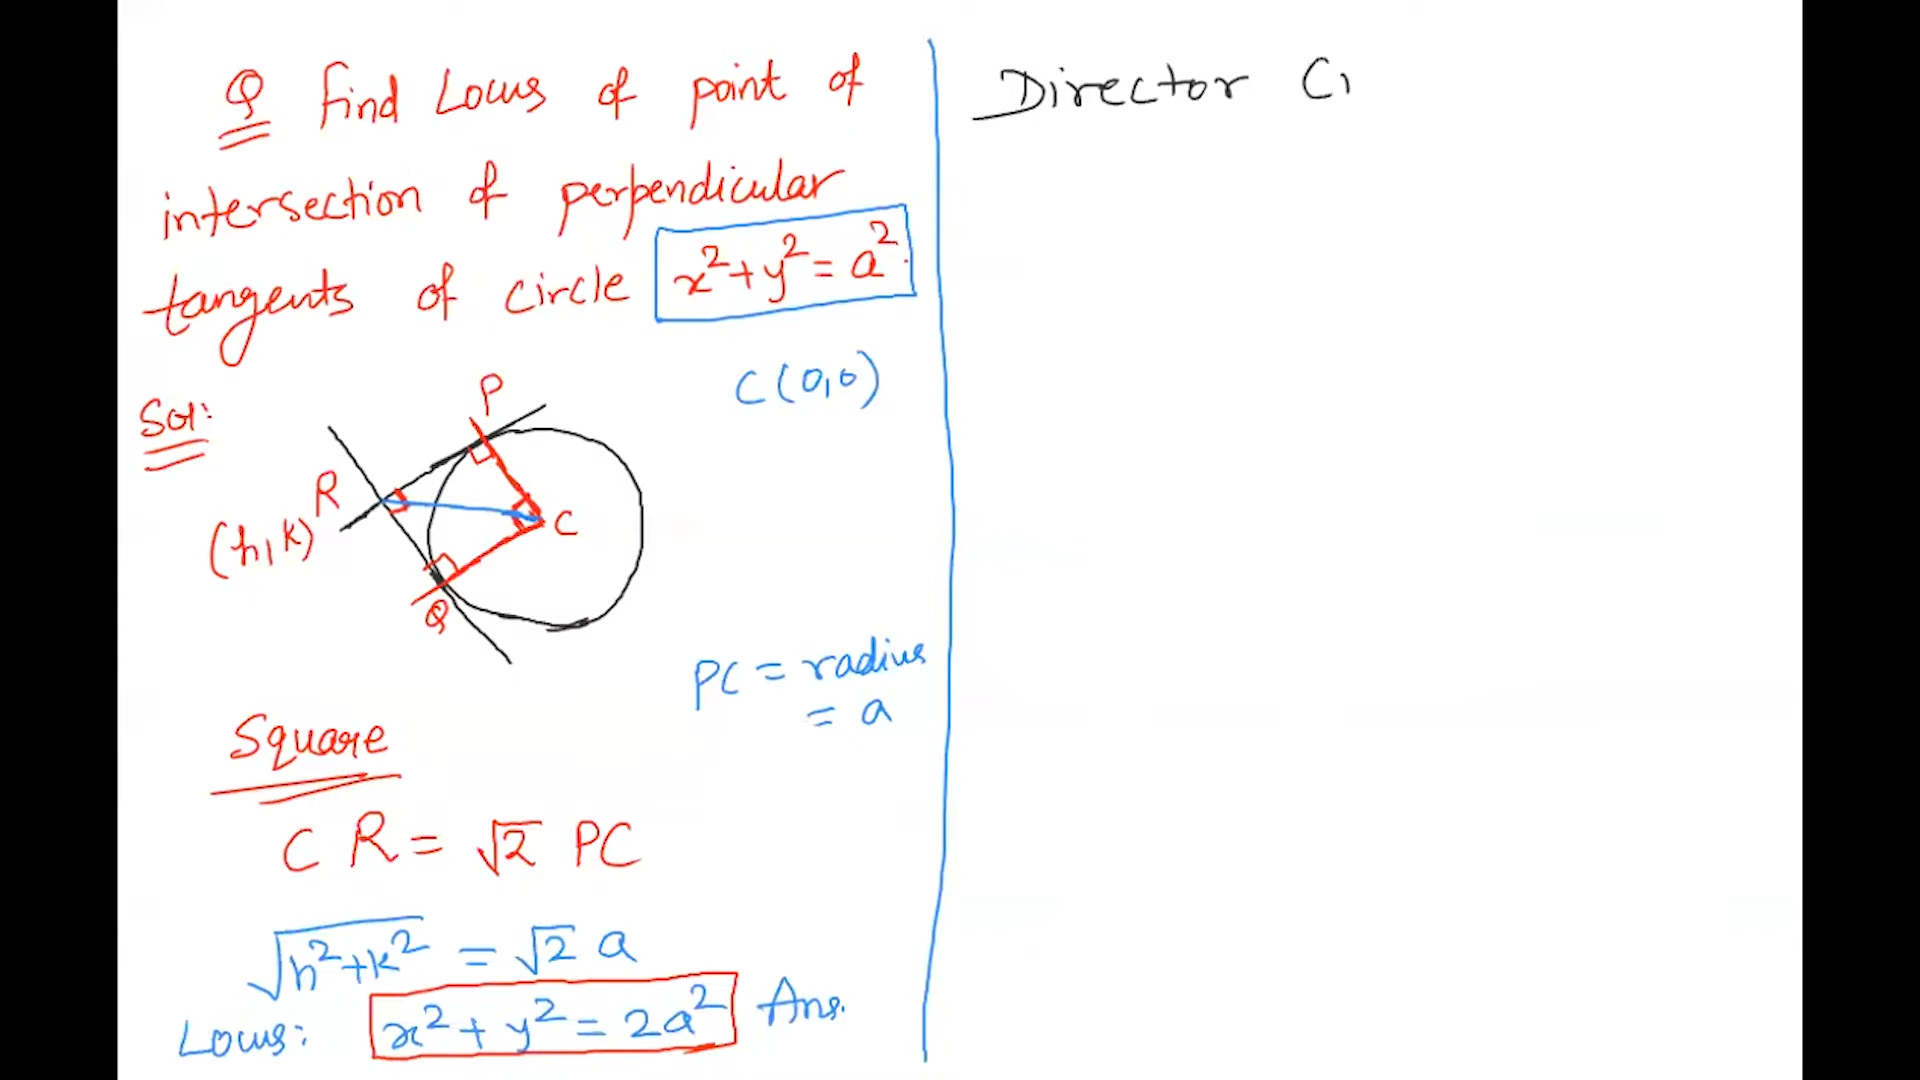 Q Find Locus of point of
intersection of perpendicular
tangents of circle x²+y²=a².
C(0,0)
Sol:
P
R
(h,k)
C
Q
PC = radius
= a
Square
CR = √2 PC
√h²+k² = √2 a
Locus: x²+y²=2a² Ans.
Director Ci